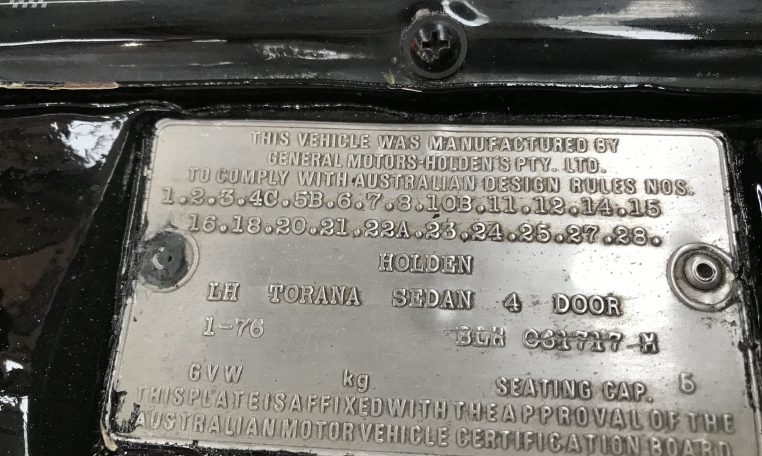 THIS VEHICLE WAS MANUFACTURED BY
GENERAL MOTORS-HOLDEN'S PTY. LTD.
TO COMPLY WITH AUSTRALIAN DESIGN RULES NOS.
1.2.3.4C.5B.6.7.8.10B.11.12.14.15
16.18.20.21.22A.23.24.25.27.28.
HOLDEN
LH TORANA SEDAN 4 DOOR
1-76 BLH 031717-M
GVW kg SEATING CAP. 5
THIS PLATE IS AFFIXED WITH THE APPROVAL OF THE
AUSTRALIAN MOTOR VEHICLE CERTIFICATION BOARD